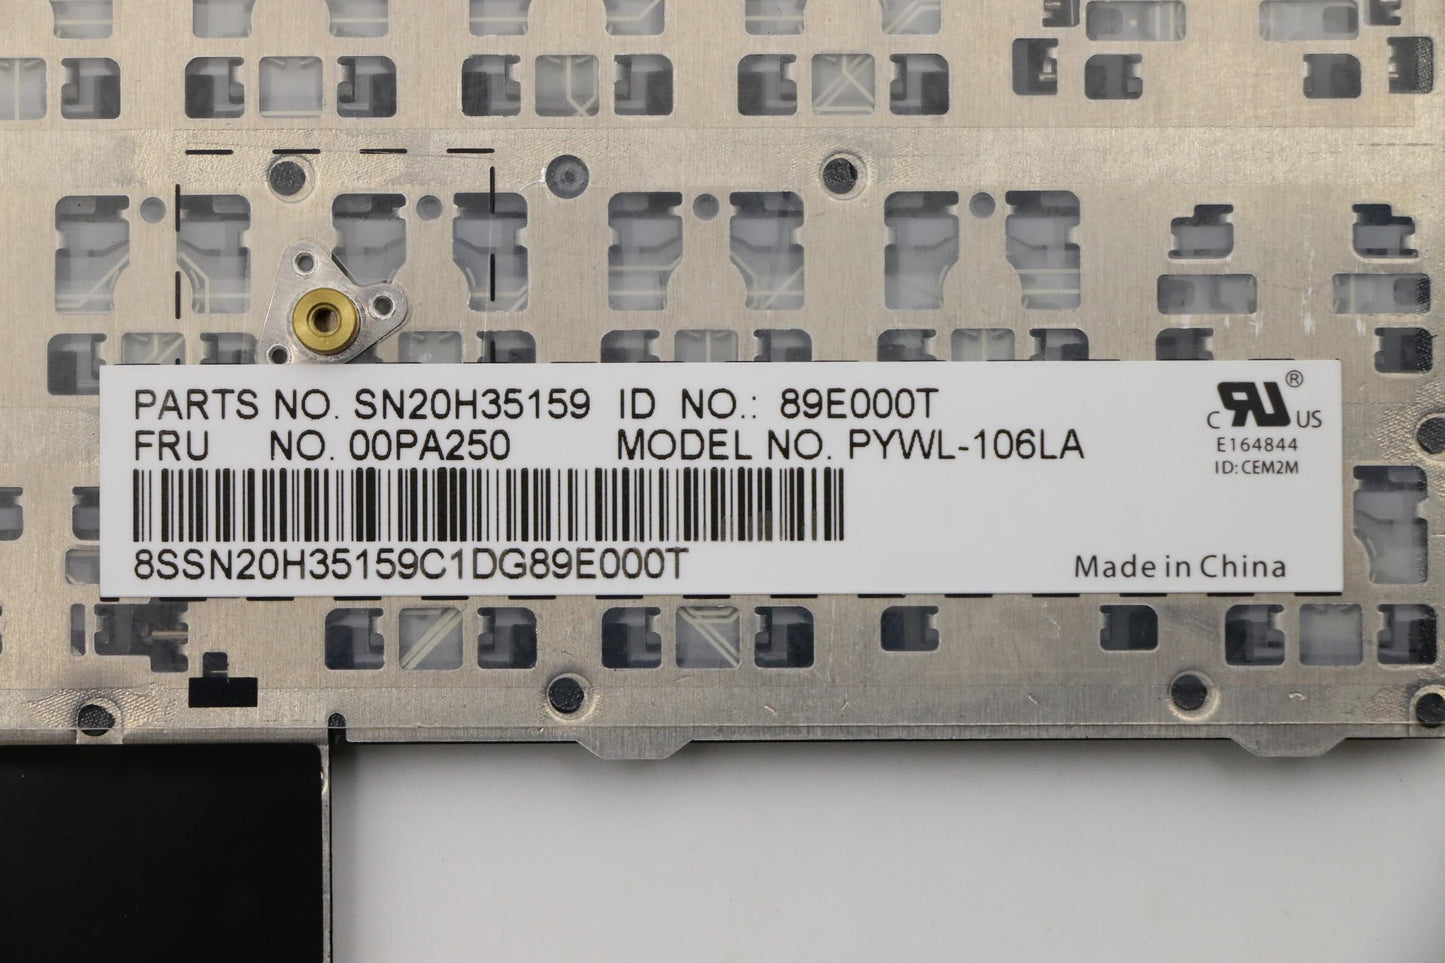 PARTS NO. SN20H35159 ID NO.: 89E000T
FRU NO. 00PA250 MODEL NO. PYWL-106LA
8SSN20H35159C1DG89E000T
c RU ® US
E164844
ID: CEM2M
Made in China